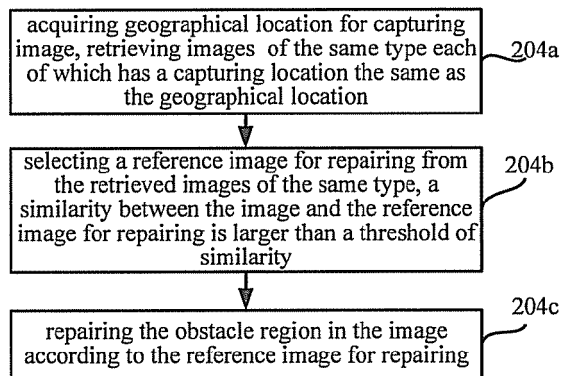 acquiring geographical location for capturing
image, retrieving images of the same type each
of which has a capturing location the same as
the geographical location
204a
selecting a reference image for repairing from
the retrieved images of the same type, a
similarity between the image and the reference
image for repairing is larger than a threshold of
similarity
204b
repairing the obstacle region in the image
according to the reference image for repairing
204c